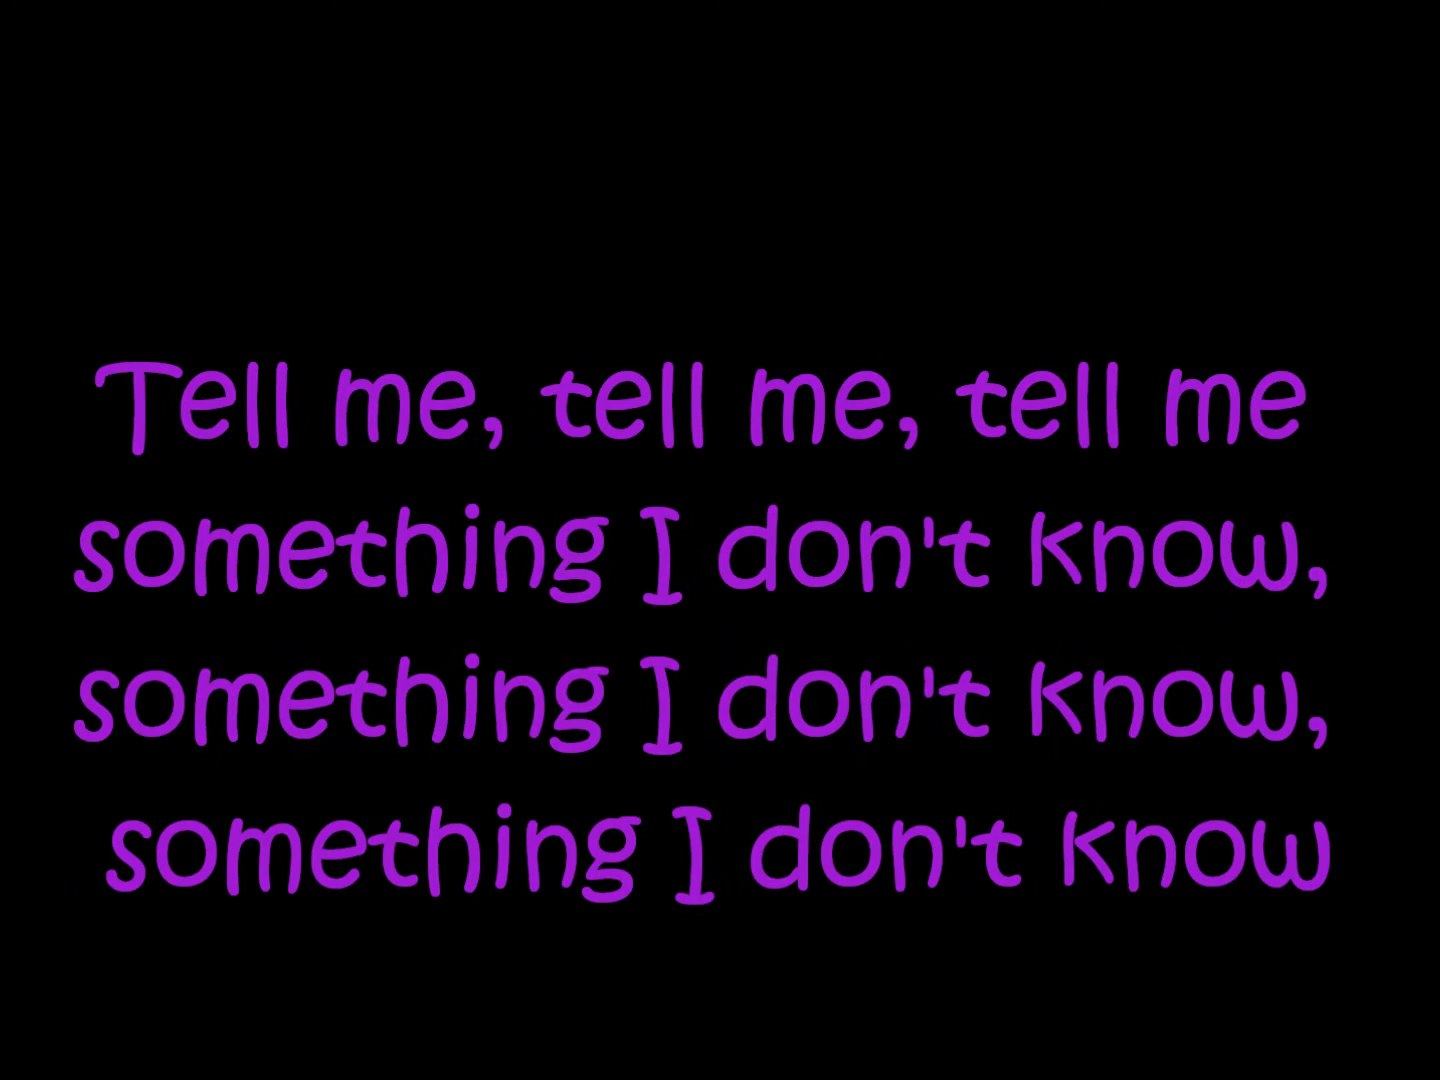 Tell me, tell me, tell me
something I don't know,
something I don't know,
something I don't know